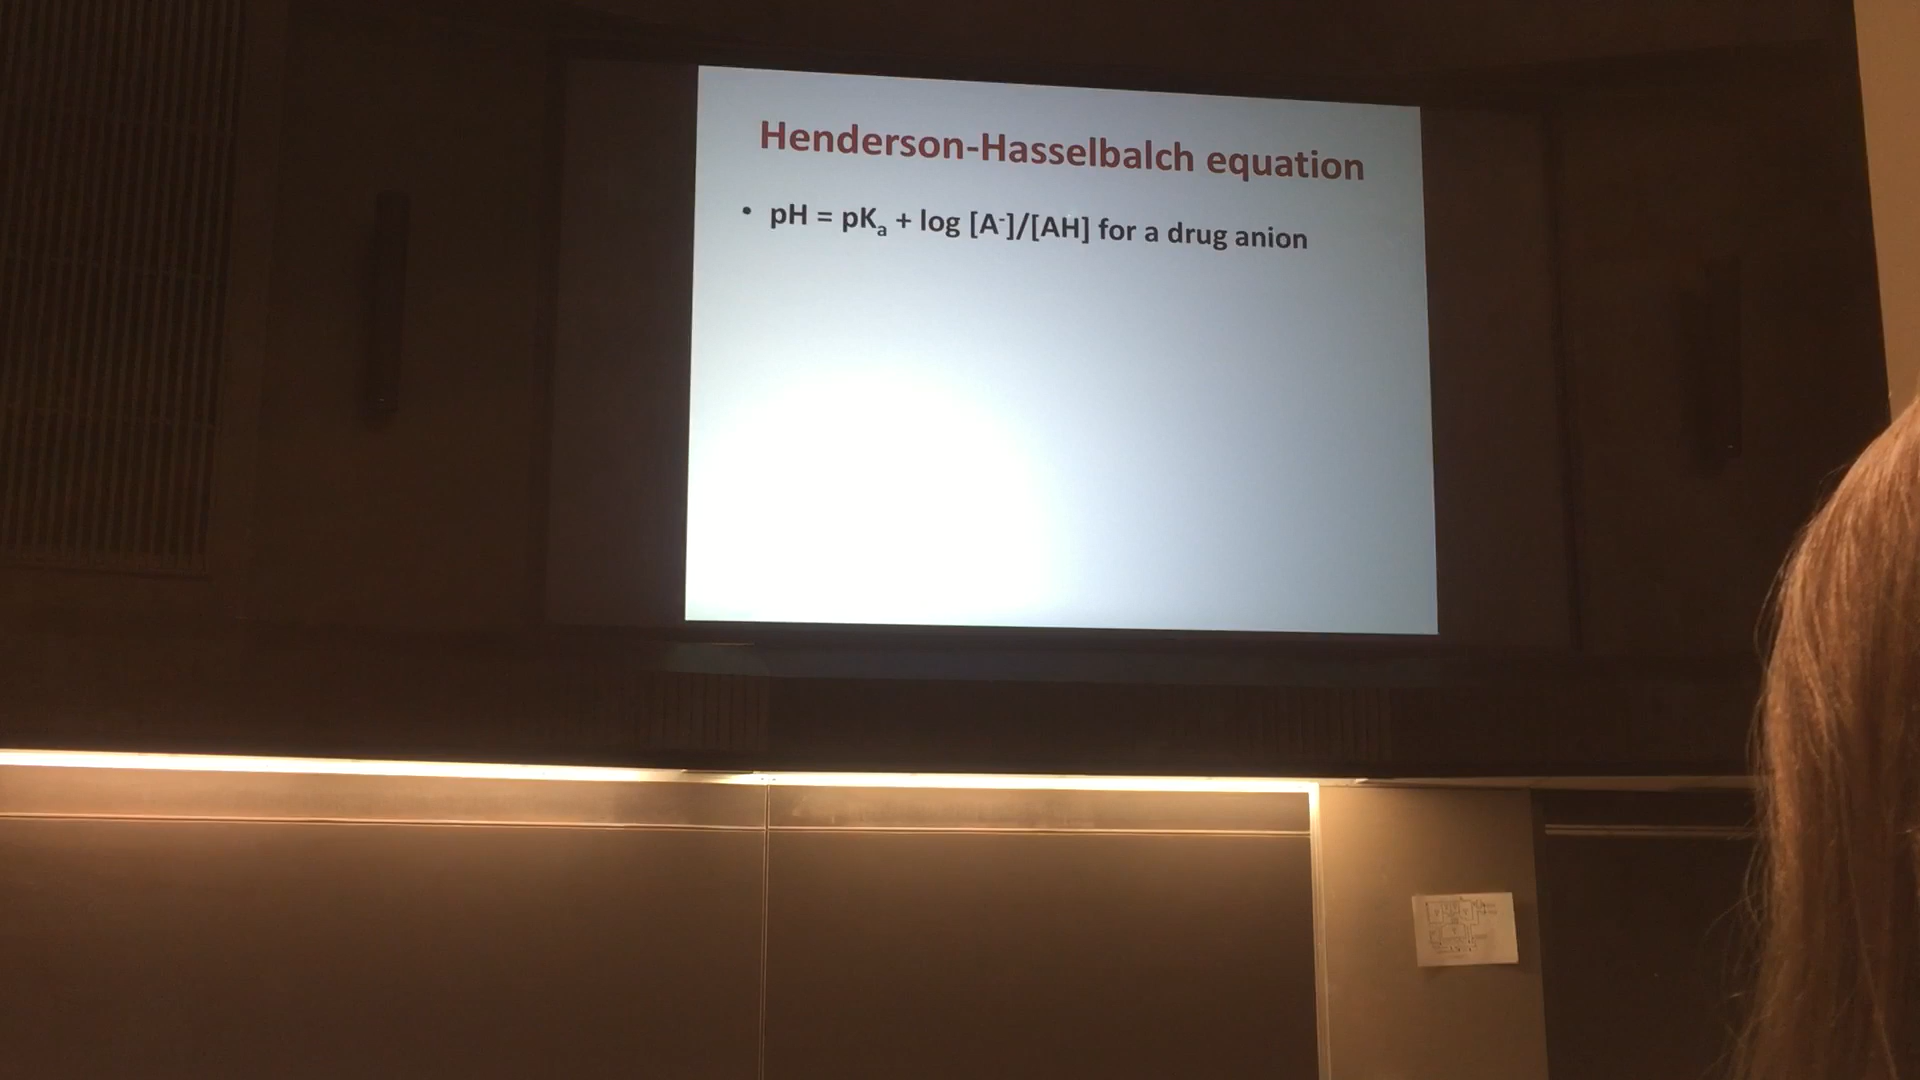 Henderson-Hasselbalch equation
• pH = pKₐ + log [A⁻]/[AH] for a drug anion